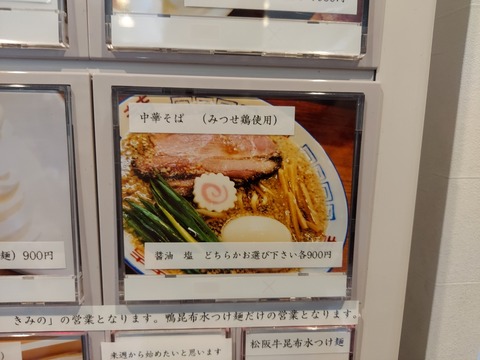 中華そば （みつせ鶏使用）
醤油 塩 どちらかお選び下さい各900円
麺）900円
きみの」の営業となります。鴨昆布水つけ麺だけの営業となります。
来週から始めたいと思います
松阪牛昆布水つけ麺